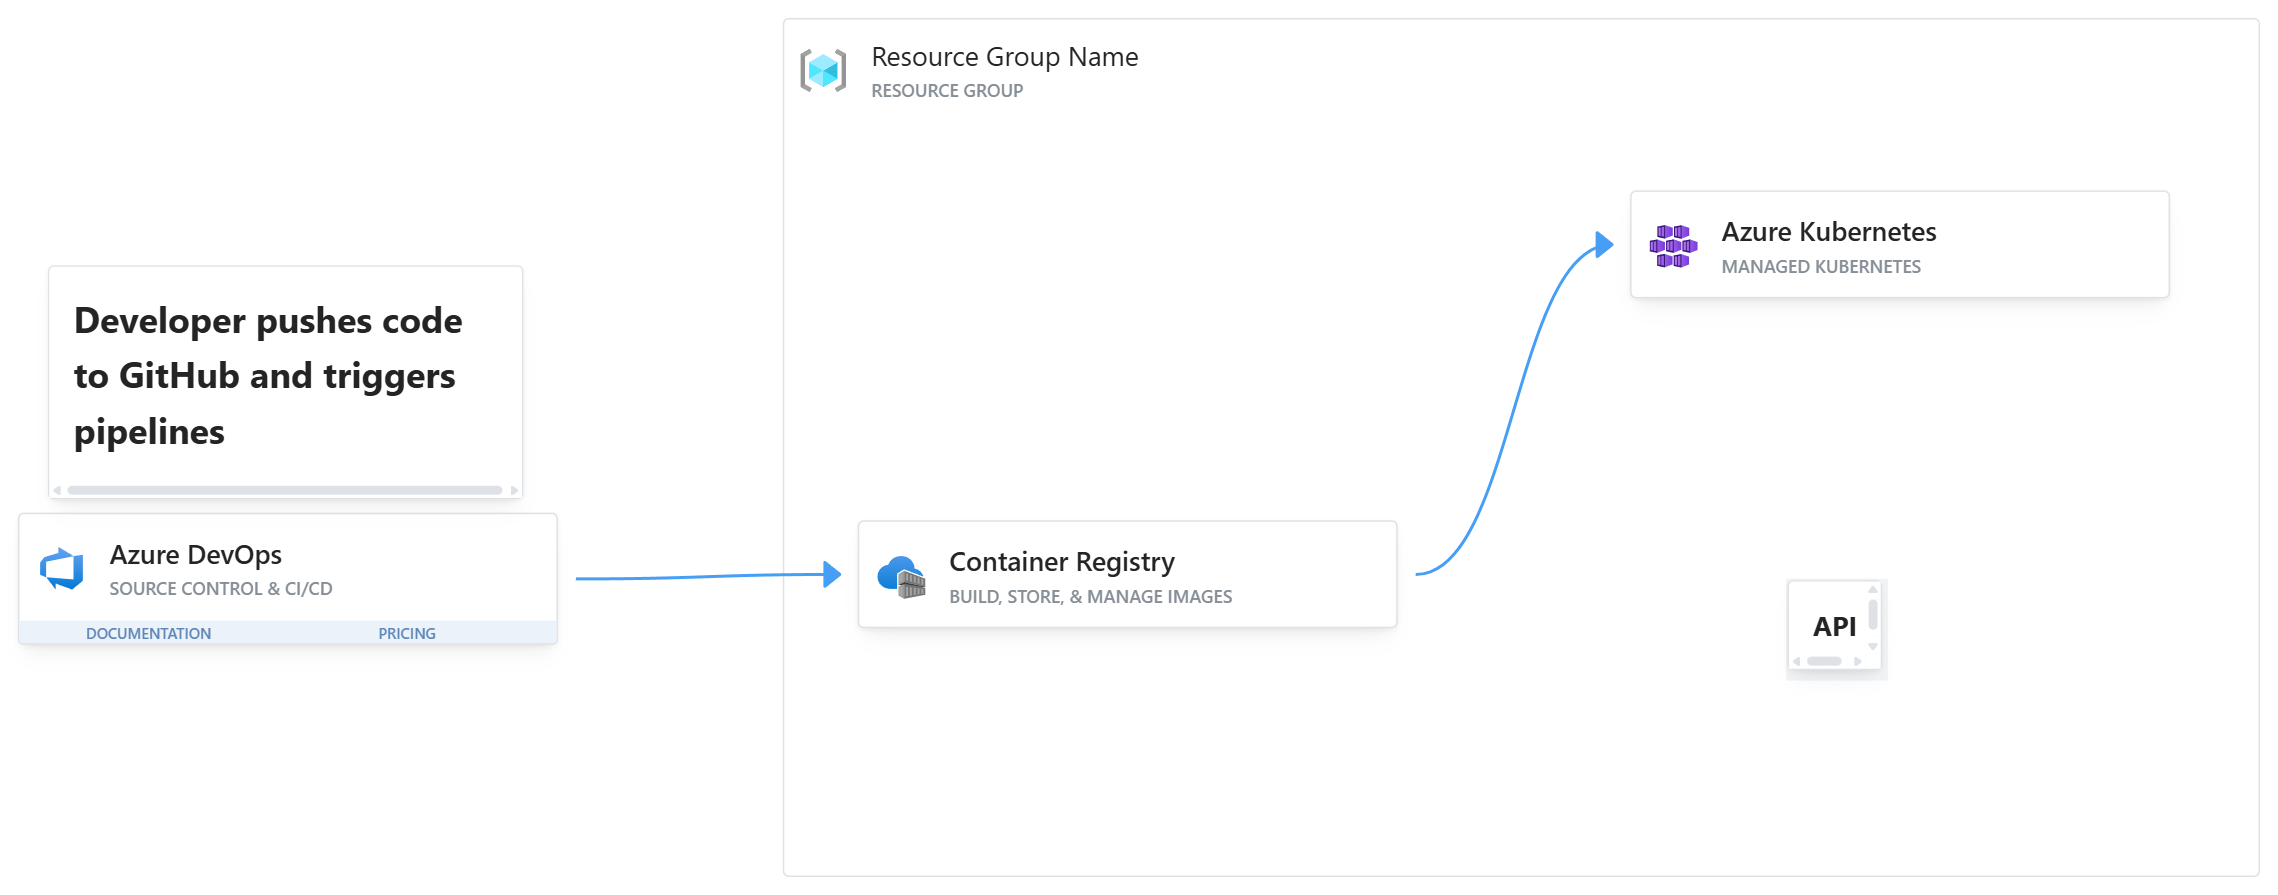 Resource Group Name
RESOURCE GROUP
Azure Kubernetes
MANAGED KUBERNETES
Developer pushes code
to GitHub and triggers
pipelines
Azure DevOps
SOURCE CONTROL & CI/CD
DOCUMENTATION
PRICING
Container Registry
BUILD, STORE, & MANAGE IMAGES
API